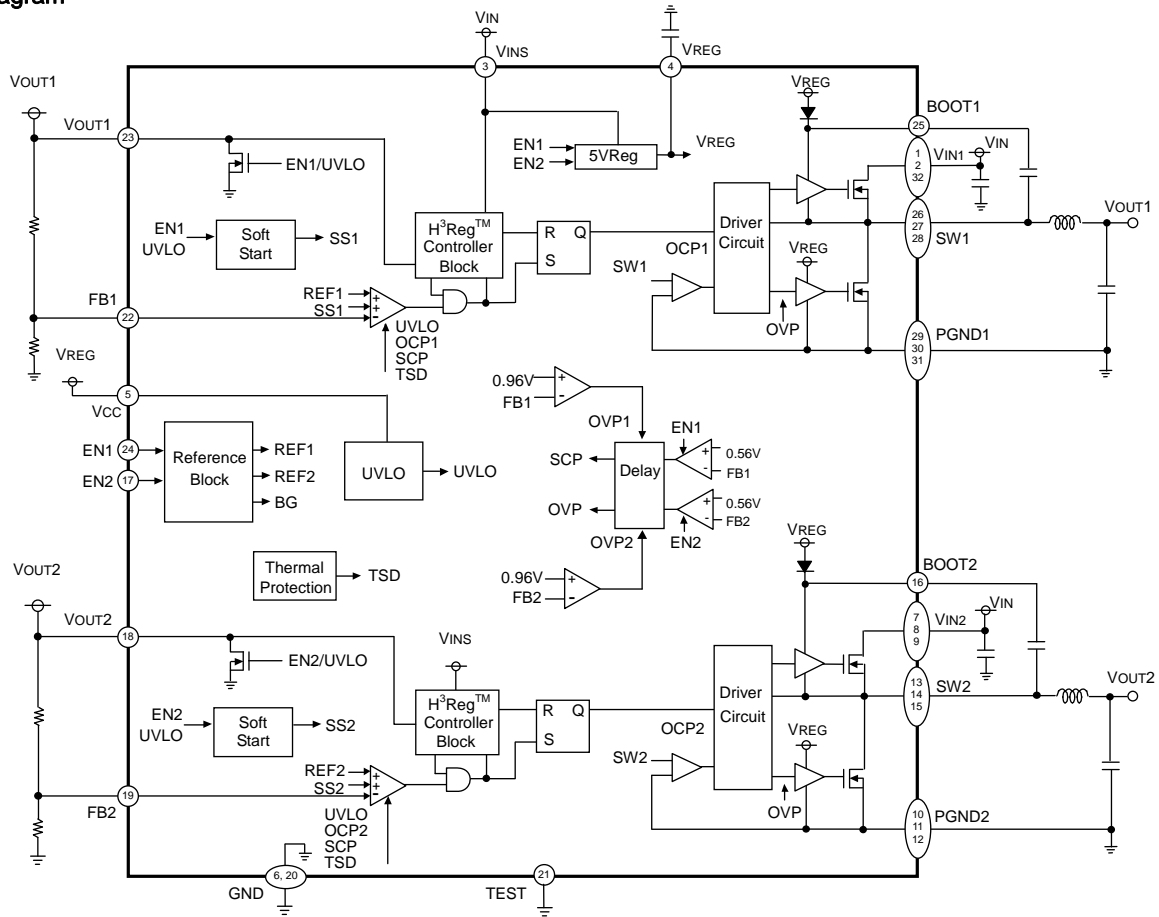 agram
VIN
VINS
3
VREG
4
VOUT1
VOUT1
23
EN1/UVLO
EN1
EN2
5VReg
VREG
VREG
BOOT1
25
1
2
32
VIN1
VIN
EN1
UVLO
Soft
Start
SS1
H³Reg™
Controller
Block
R
Q
S
OCP1
Driver
Circuit
26
27
28
SW1
VOUT1
SW1
VREG
OVP
FB1
22
REF1
SS1
+
+
-
UVLO
OCP1
SCP
TSD
29
30
31
PGND1
VREG
5
VCC
EN1
24
EN2
17
Reference
Block
REF1
REF2
BG
UVLO
UVLO
0.96V
FB1
+
-
OVP1
EN1
SCP
Delay
+
-
0.56V
FB1
OVP
+
-
0.56V
FB2
OVP2
EN2
0.96V
FB2
+
-
Thermal
Protection
TSD
VREG
BOOT2
16
7
8
9
VIN2
VIN
VOUT2
VOUT2
18
EN2/UVLO
VINS
EN2
UVLO
Soft
Start
SS2
H³Reg™
Controller
Block
R
Q
S
OCP2
Driver
Circuit
13
14
15
SW2
VOUT2
SW2
VREG
OVP
FB2
19
REF2
SS2
+
+
-
UVLO
OCP2
SCP
TSD
10
11
12
PGND2
GND
6, 20
TEST
21